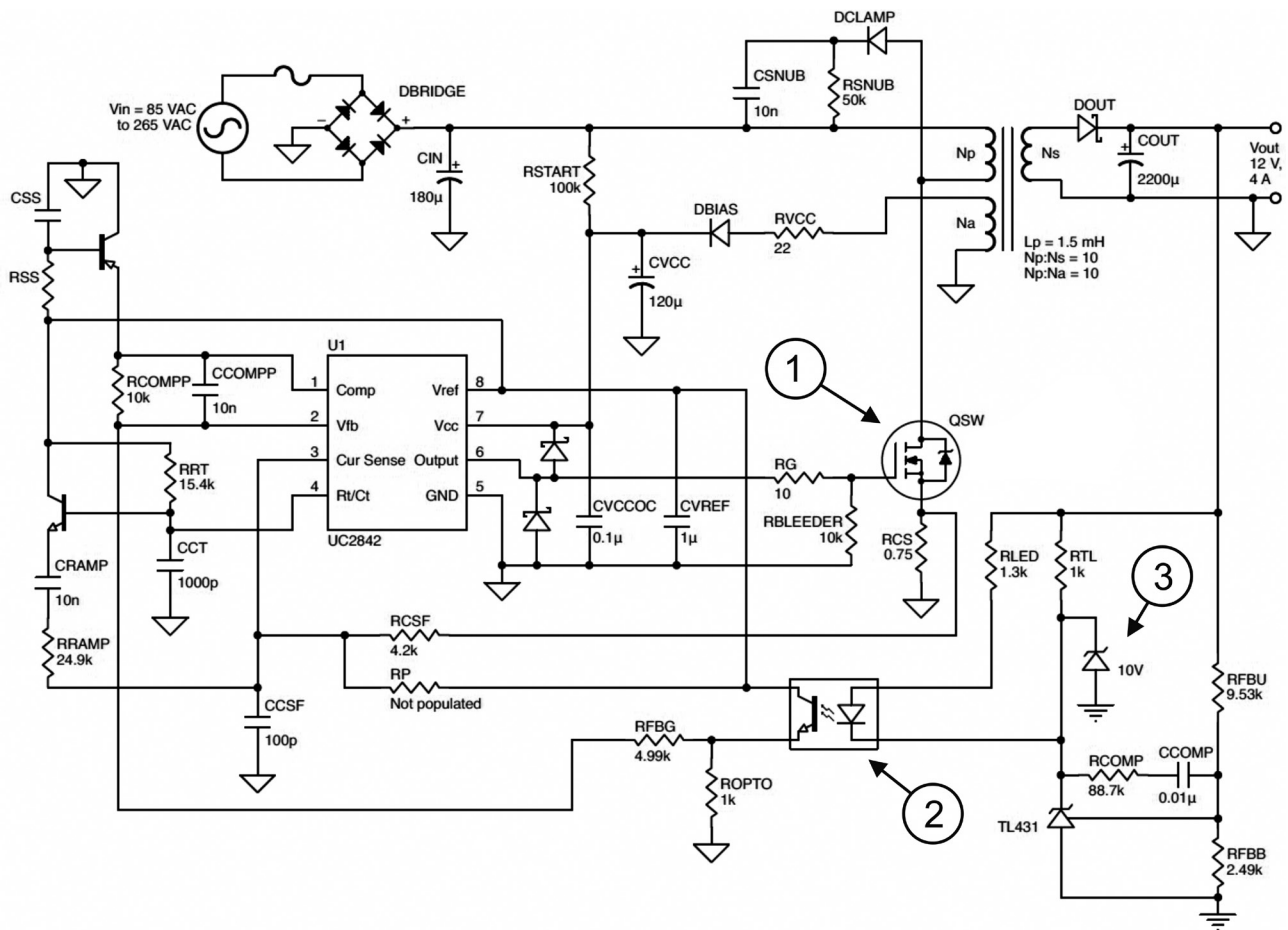 DCLAMP
CSNUB
10n
RSNUB
50k
Vin = 85 VAC
to 265 VAC
DBRIDGE
−
+
CIN
+
180µ
RSTART
100k
Np
Ns
DOUT
+
COUT
2200µ
Vout
12 V,
4 A
CSS
RSS
DBIAS
RVCC
22
Na
Lp = 1.5 mH
Np:Ns = 10
Np:Na = 10
+
CVCC
120µ
U1
RCOMPP
10k
CCOMPP
10n
1
Comp
Vref
8
2
Vfb
Vcc
7
3
Cur Sense
Output
6
4
Rt/Ct
GND
5
UC2842
RRT
15.4k
CCT
1000p
CRAMP
10n
RRAMP
24.9k
CVCCOC
0.1µ
CVREF
1µ
RG
10
RBLEEDER
10k
1
QSW
RCS
0.75
RLED
1.3k
RTL
1k
3
10V
RCSF
4.2k
RP
Not populated
CCSF
100p
RFBG
4.99k
ROPTO
1k
2
RFBU
9.53k
RCOMP
88.7k
CCOMP
0.01µ
TL431
RFBB
2.49k